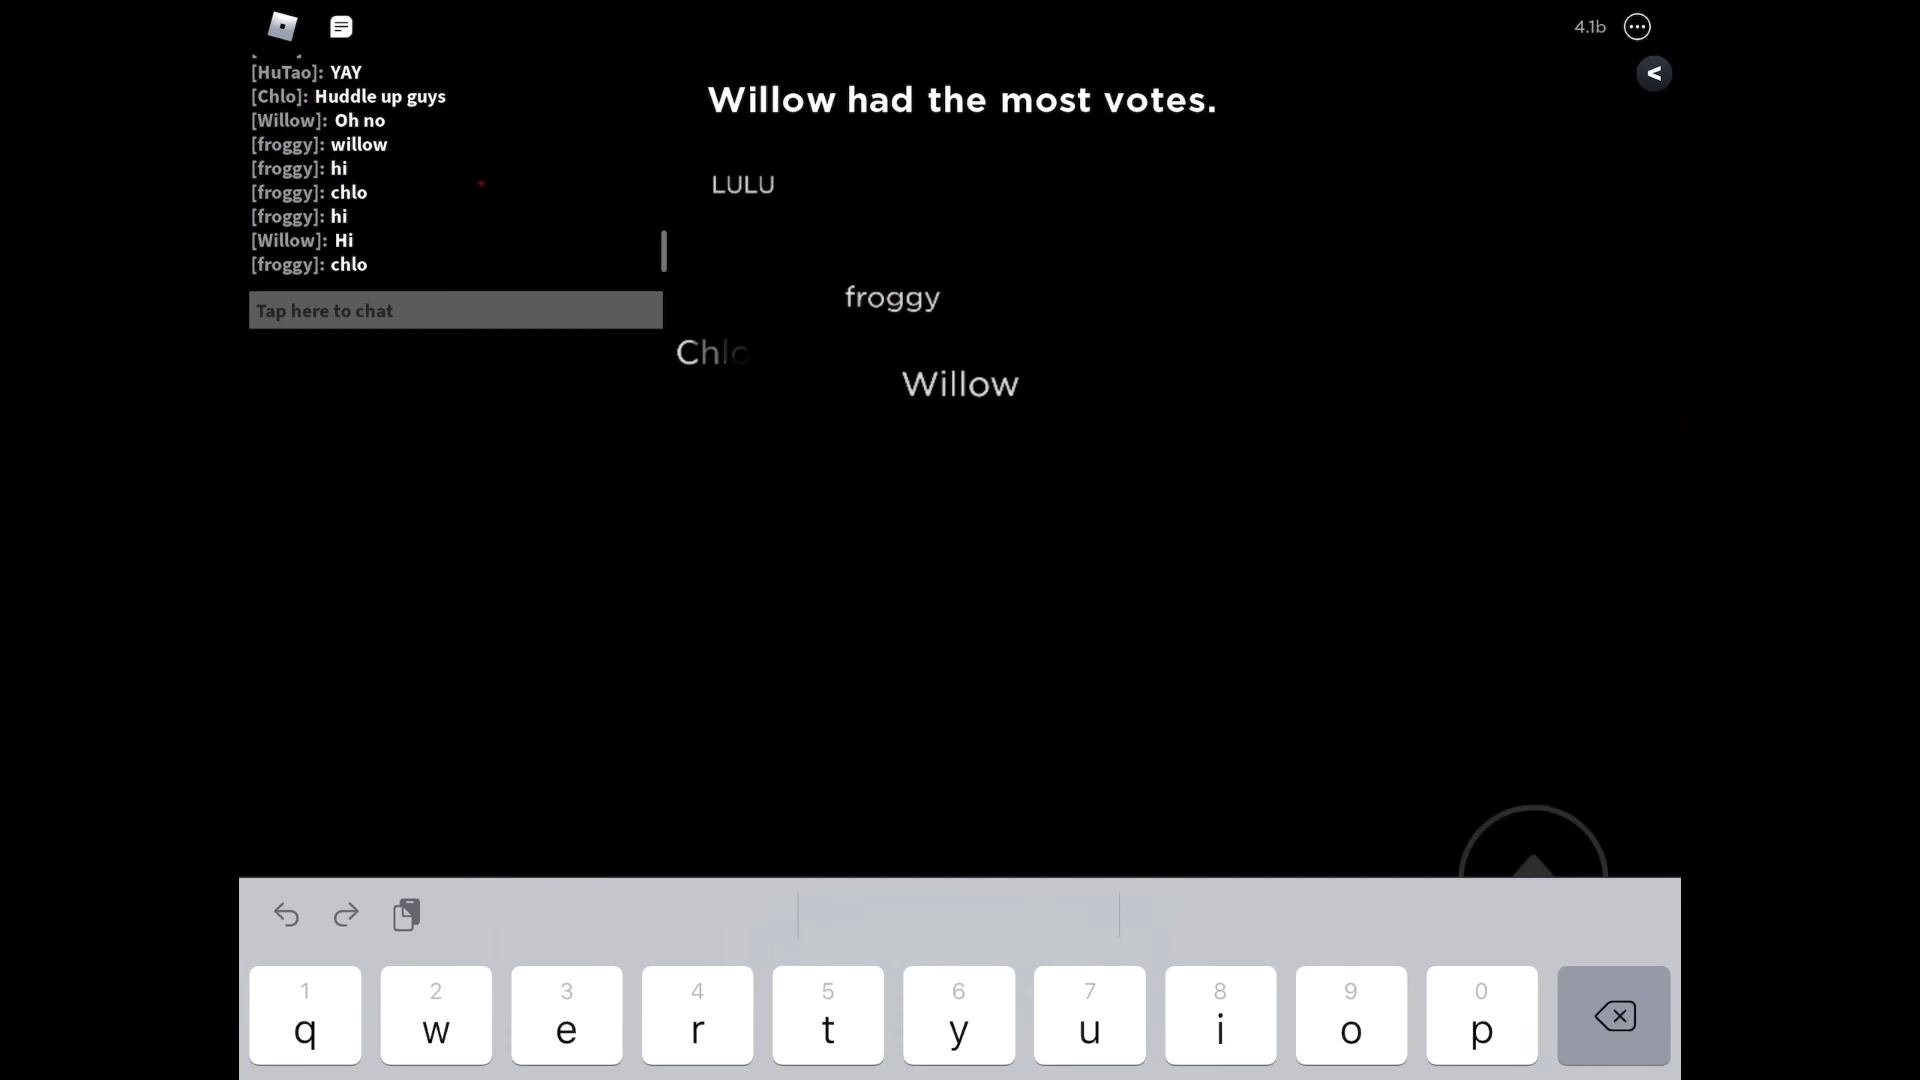 4.1b
[HuTao]: YAY
[Chlo]: Huddle up guys
[Willow]: Oh no
[froggy]: willow
[froggy]: hi
[froggy]: chlo
[froggy]: hi
[Willow]: Hi
[froggy]: chlo
Tap here to chat
Willow had the most votes.
LULU
froggy
Chlo
Willow
1 2 3 4 5 6 7 8 9 0
q w e r t y u i o p